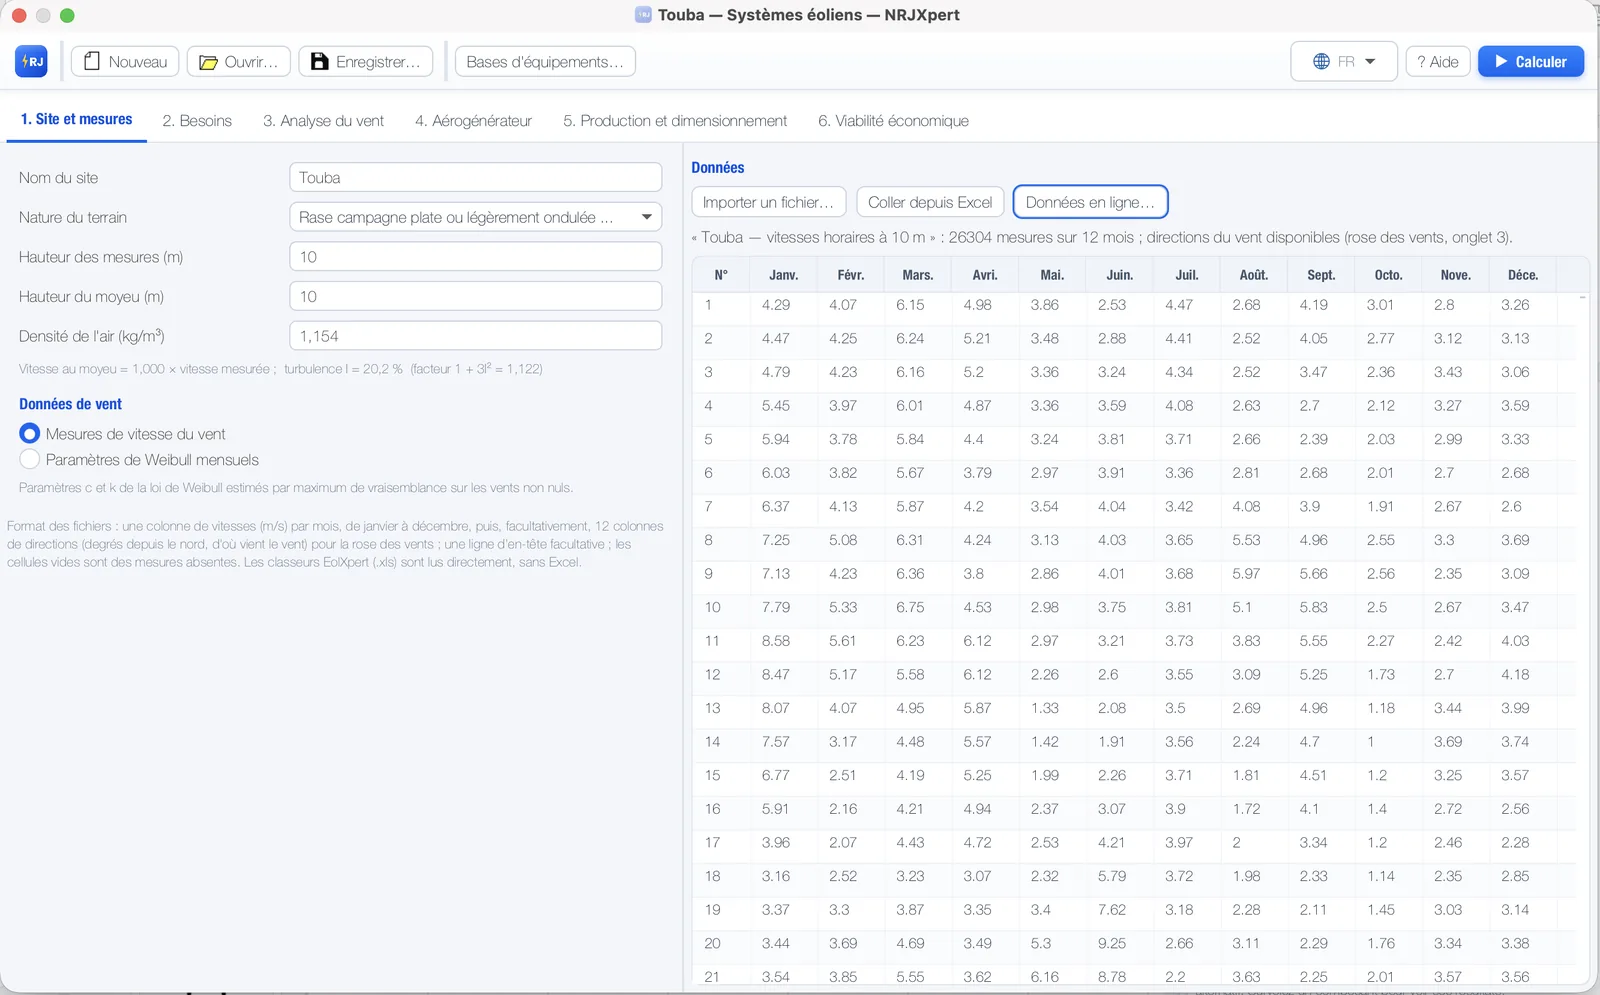 Touba — Systèmes éoliens — NRJXpert
RJ Nouveau Ouvrir... Enregistrer... Bases d'équipements... FR ? Aide Calculer
1. Site et mesures 2. Besoins 3. Analyse du vent 4. Aérogénérateur 5. Production et dimensionnement 6. Viabilité économique
Nom du site Touba
Nature du terrain Rase campagne plate ou légèrement ondulée ...
Hauteur des mesures (m) 10
Hauteur du moyeu (m) 10
Densité de l'air (kg/m³) 1,154
Vitesse au moyeu = 1,000 × vitesse mesurée ; turbulence I = 20,2 % (facteur 1 + 3I² = 1,122)
Données de vent
Mesures de vitesse du vent
Paramètres de Weibull mensuels
Paramètres c et k de la loi de Weibull estimés par maximum de vraisemblance sur les vents non nuls.
Format des fichiers : une colonne de vitesses (m/s) par mois, de janvier à décembre, puis, facultativement, 12 colonnes
de directions (degrés depuis le nord, d'où vient le vent) pour la rose des vents ; une ligne d'en-tête facultative ; les
cellules vides sont des mesures absentes. Les classeurs EolXpert (.xls) sont lus directement, sans Excel.
Données
Importer un fichier... Coller depuis Excel Données en ligne...
« Touba — vitesses horaires à 10 m » : 26304 mesures sur 12 mois ; directions du vent disponibles (rose des vents, onglet 3).
N° Janv. Févr. Mars. Avri. Mai. Juin. Juil. Août. Sept. Octo. Nove. Déce.
1 4.29 4.07 6.15 4.98 3.86 2.53 4.47 2.68 4.19 3.01 2.8 3.26
2 4.47 4.25 6.24 5.21 3.48 2.88 4.41 2.52 4.05 2.77 3.12 3.13
3 4.79 4.23 6.16 5.2 3.36 3.24 4.34 2.52 3.47 2.36 3.43 3.06
4 5.45 3.97 6.01 4.87 3.36 3.59 4.08 2.63 2.7 2.12 3.27 3.59
5 5.94 3.78 5.84 4.4 3.24 3.81 3.71 2.66 2.39 2.03 2.99 3.33
6 6.03 3.82 5.67 3.79 2.97 3.91 3.36 2.81 2.68 2.01 2.7 2.68
7 6.37 4.13 5.87 4.2 3.54 4.04 3.42 4.08 3.9 1.91 2.67 2.6
8 7.25 5.08 6.31 4.24 3.13 4.03 3.65 5.53 4.96 2.55 3.3 3.69
9 7.13 4.23 6.36 3.8 2.86 4.01 3.68 5.97 5.66 2.56 2.35 3.09
10 7.79 5.33 6.75 4.53 2.98 3.75 3.81 5.1 5.83 2.5 2.67 3.47
11 8.58 5.61 6.23 6.12 2.97 3.21 3.73 3.83 5.55 2.27 2.42 4.03
12 8.47 5.17 5.58 6.12 2.26 2.6 3.55 3.09 5.25 1.73 2.7 4.18
13 8.07 4.07 4.95 5.87 1.33 2.08 3.5 2.69 4.96 1.18 3.44 3.99
14 7.57 3.17 4.48 5.57 1.42 1.91 3.56 2.24 4.7 1 3.69 3.74
15 6.77 2.51 4.19 5.25 1.99 2.26 3.71 1.81 4.51 1.2 3.25 3.57
16 5.91 2.16 4.21 4.94 2.37 3.07 3.9 1.72 4.1 1.4 2.72 2.56
17 3.96 2.07 4.43 4.72 2.53 4.21 3.97 2 3.34 1.2 2.46 2.28
18 3.16 2.52 3.23 3.07 2.32 5.79 3.72 1.98 2.33 1.14 2.35 2.85
19 3.37 3.3 3.87 3.35 3.4 7.62 3.18 2.28 2.11 1.45 3.03 3.14
20 3.44 3.69 4.69 3.49 5.3 9.25 2.66 3.11 2.29 1.76 3.34 3.38
21 3.54 3.85 5.55 3.62 6.16 8.78 2.2 3.63 2.25 2.01 3.57 3.56